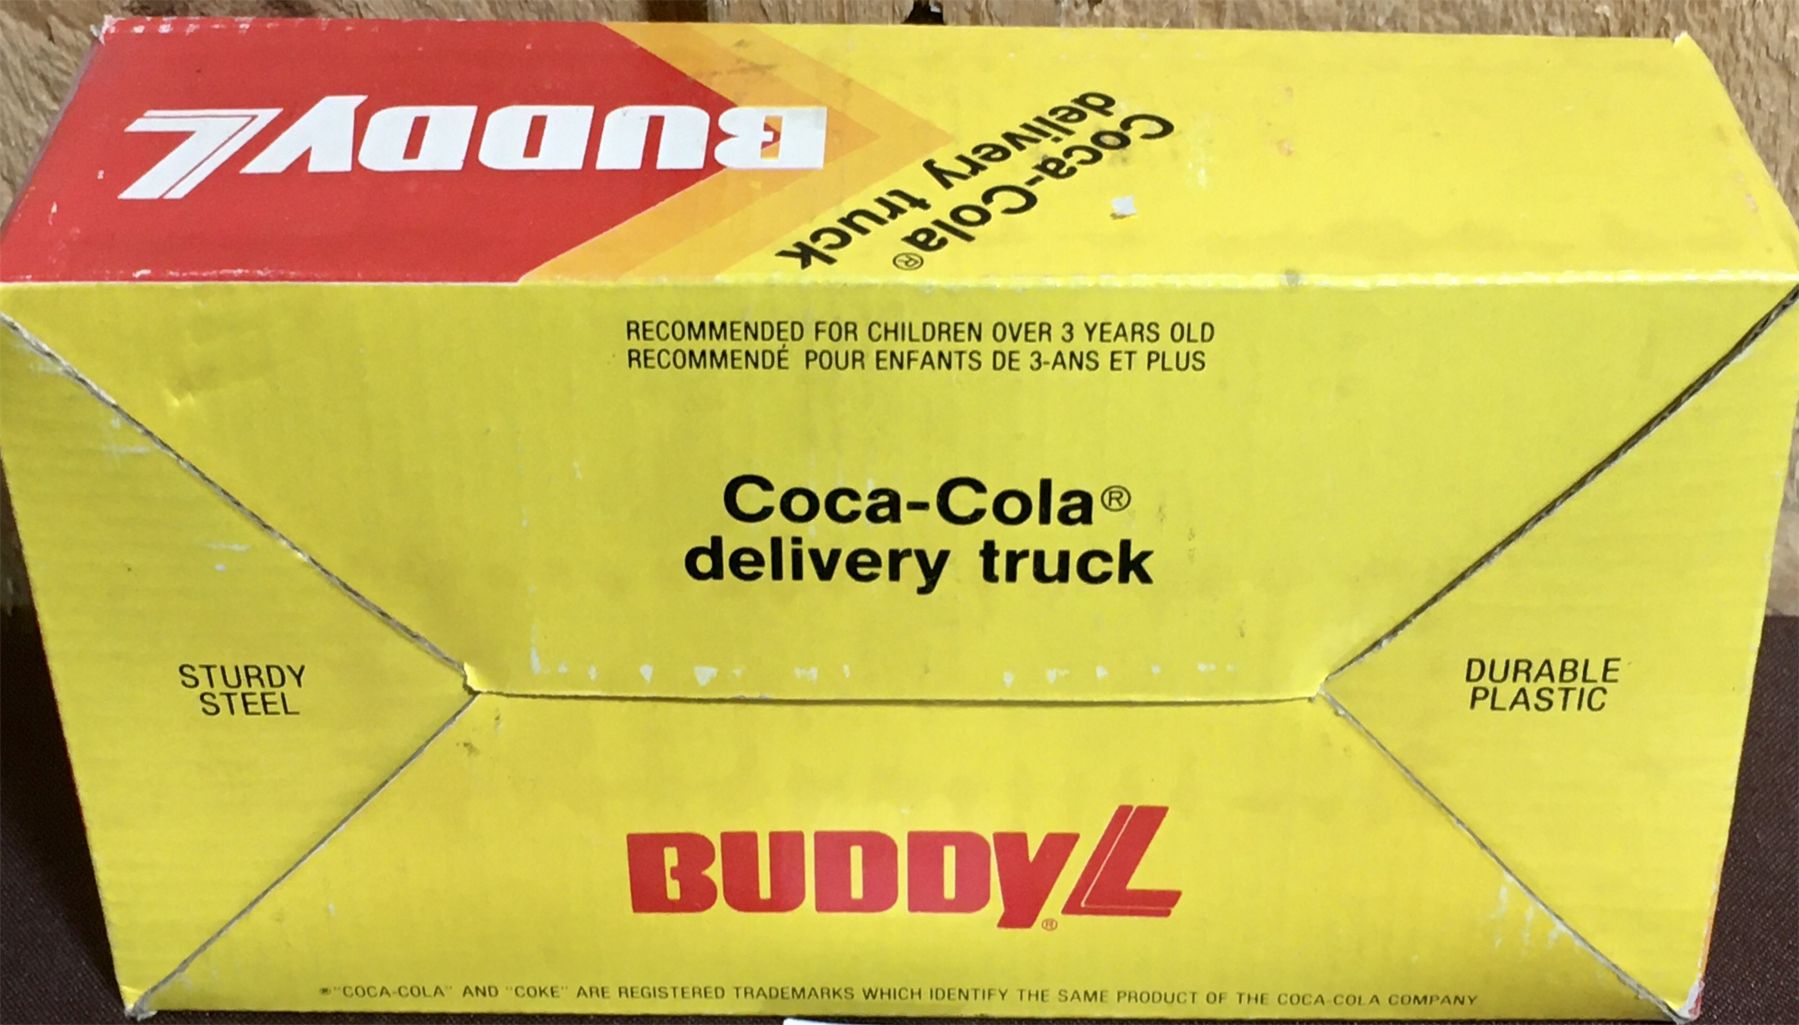 BUDDY L
Coca-Cola®
delivery truck
RECOMMENDED FOR CHILDREN OVER 3 YEARS OLD
RECOMMENDÉ POUR ENFANTS DE 3-ANS ET PLUS
Coca-Cola®
delivery truck
STURDY
STEEL
DURABLE
PLASTIC
BUDDY L®
®"COCA-COLA" AND "COKE" ARE REGISTERED TRADEMARKS WHICH IDENTIFY THE SAME PRODUCT OF THE COCA-COLA COMPANY